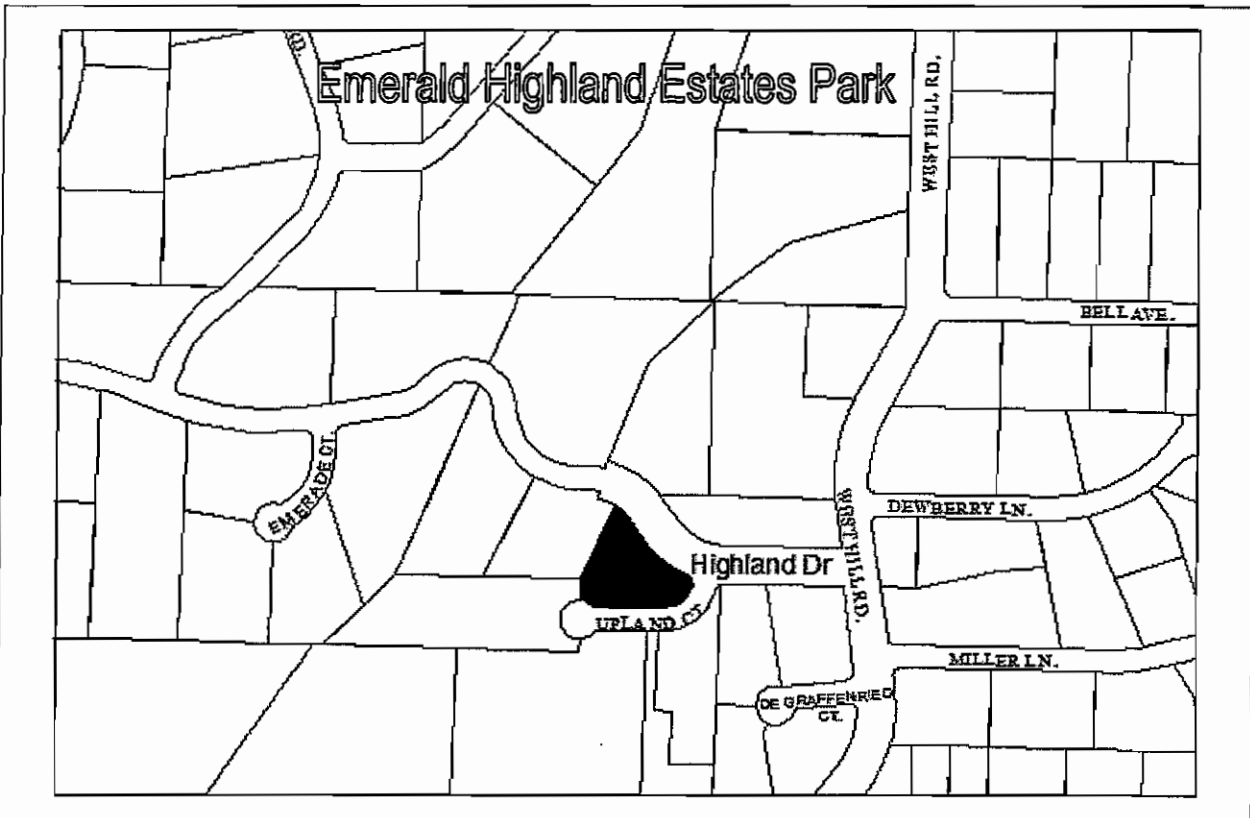 RD.
Emerald Highland Estates Park
WEST HILL RD.
BELL AVE.
EMERADE CT.
WEST HILL RD.
DEWBERRY LN.
Highland Dr
UPLAND CT.
MILLER LN.
DE GRAFFENRIED
CT.